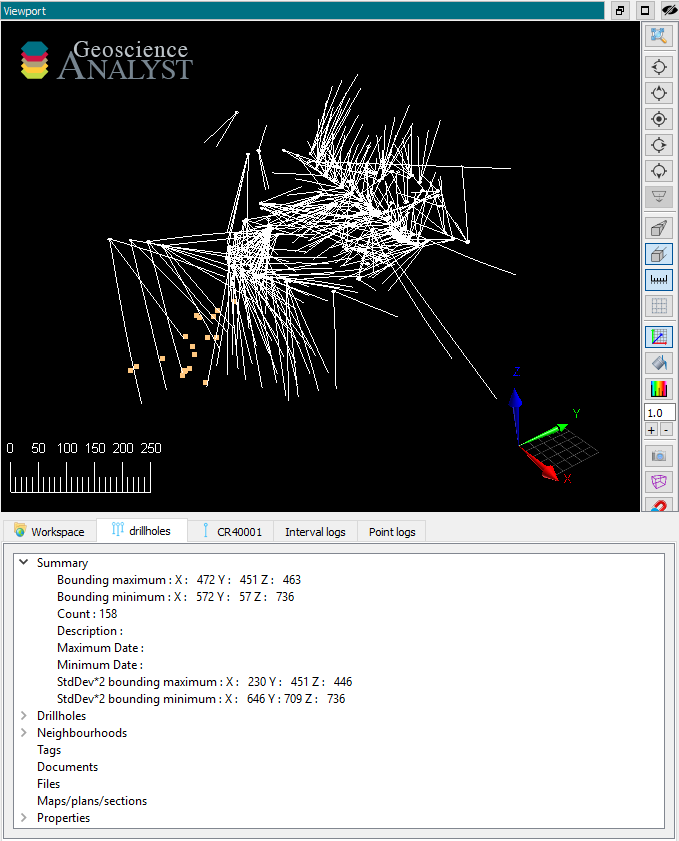 Viewport
Geoscience
ANALYST
1.0
+ -
Z
Y
X
0 50 100 150 200 250
Workspace drillholes CR40001 Interval logs Point logs
Summary
Bounding maximum : X : 472 Y : 451 Z : 463
Bounding minimum : X : 572 Y : 57 Z : 736
Count : 158
Description :
Maximum Date :
Minimum Date :
StdDev*2 bounding maximum : X : 230 Y : 451 Z : 446
StdDev*2 bounding minimum : X : 646 Y : 709 Z : 736
Drillholes
Neighbourhoods
Tags
Documents
Files
Maps/plans/sections
Properties